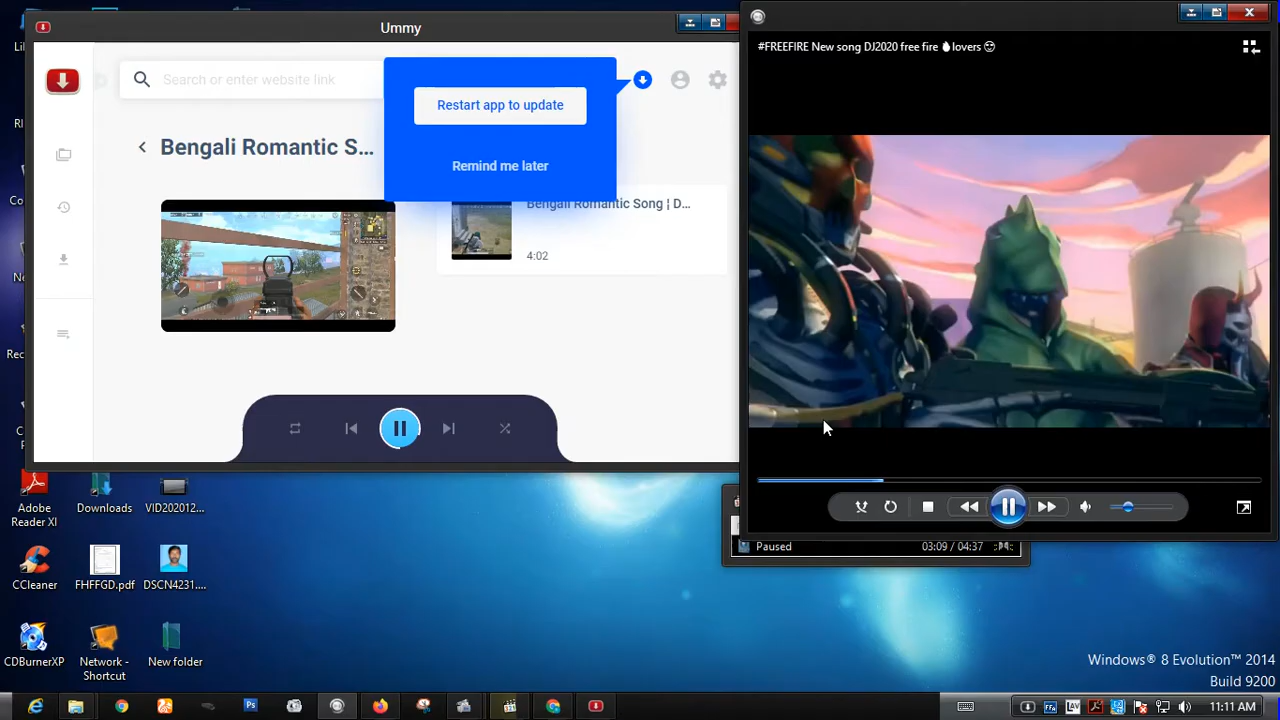 Ummy
Search or enter website link
Restart app to update
Remind me later
Bengali Romantic S...
Bengali Romantic Song ¦ D...
4:02
#FREEFIRE New song DJ2020 free fire 🔥lovers 😍
Paused
03:09 / 04:37
Adobe
Reader XI
Downloads
VID202012...
CCleaner
FHFFGD.pdf
DSCN4231....
CDBurnerXP
Network -
Shortcut
New folder
Windows® 8 Evolution™ 2014
Build 9200
11:11 AM